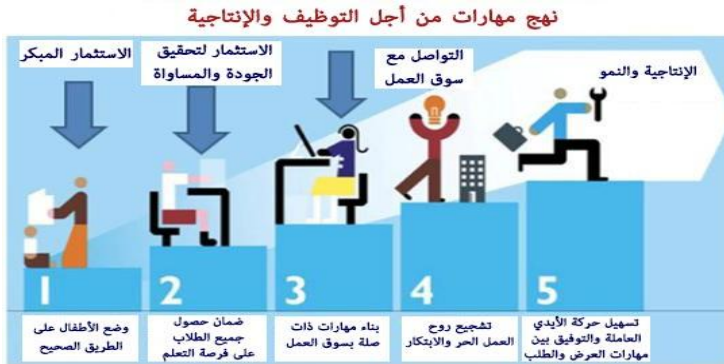 نهج مهارات من أجل التوظيف والإنتاجية
الاستثمار المبكر
الاستثمار لتحقيق
الجودة والمساواة
التواصل مع
سوق العمل
الإنتاجية والنمو
1
وضع الأطفال على
الطريق الصحيح
2
ضمان حصول
جميع الطلاب
على فرصة التعلم
3
بناء مهارات ذات
صلة بسوق العمل
4
تشجيع روح
العمل الحر والابتكار
5
تسهيل حركة الأيدي
العاملة والتوفيق بين
مهارات العرض والطلب